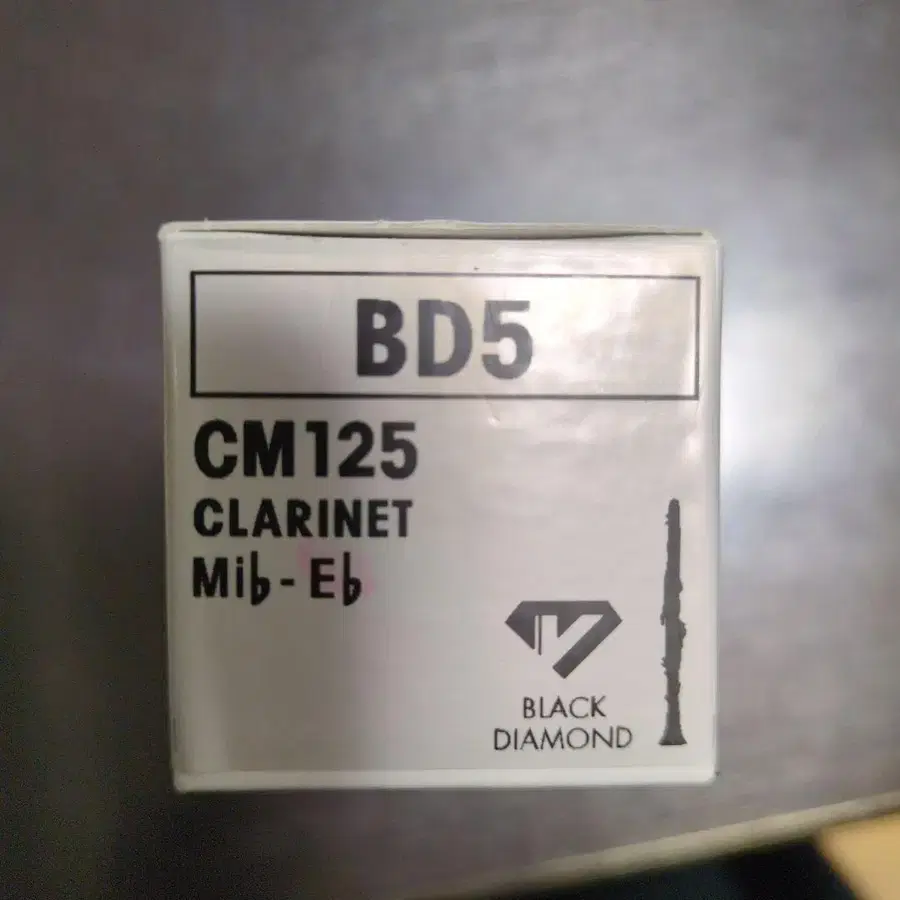 BD5
CM125
CLARINET
Mi♭-E♭
BLACK
DIAMOND